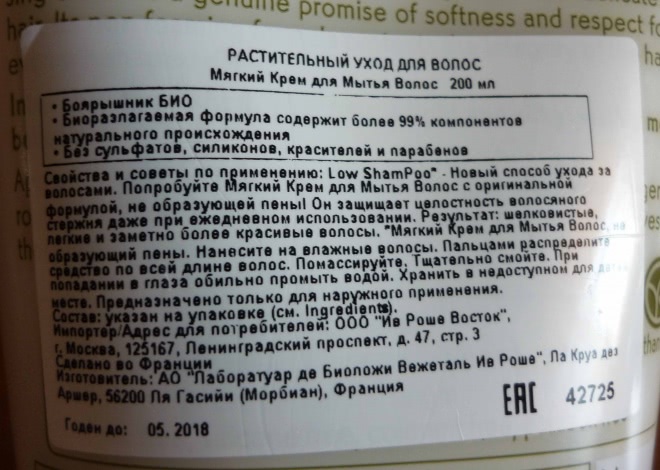 genuine promise of softness and respect
РАСТИТЕЛЬНЫЙ УХОД ДЛЯ ВОЛОС
Мягкий Крем для Мытья Волос 200 мл
• Боярышник БИО
• Биоразлагаемая формула содержит более 99% компонентов
натурального происхождения
• Без сульфатов, силиконов, красителей и парабенов
Свойства и советы по применению: Low ShamPoo* - Новый способ ухода за
волосами. Попробуйте Мягкий Крем для Мытья Волос с оригинальной
формулой, не образующей пены! Он защищает целостность волосяного
стержня даже при ежедневном использовании. Результат: шелковистые,
легкие и заметно более красивые волосы. *Мягкий Крем для Мытья Волос, не
образующий пены. Нанесите на влажные волосы. Пальцами распределите
средство по всей длине волос. Помассируйте. Тщательно смойте. При
попадании в глаза обильно промыть водой. Хранить в недоступном для
месте. Предназначено только для наружного применения.
Состав: указан на упаковке (см. Ingredients).
Импортер/Адрес для потребителей: ООО "Ив Роше Восток",
г. Москва, 125167, Ленинградский проспект, д. 47, стр. 3
Сделано во Франции
Изготовитель: АО "Лаборатуар де Биоложи Вежеталь Ив Роше", Ла Круа дез
Аршер, 56200 Ля Гасийи (Морбиан), Франция
EAC 42725
Годен до: 05. 2018